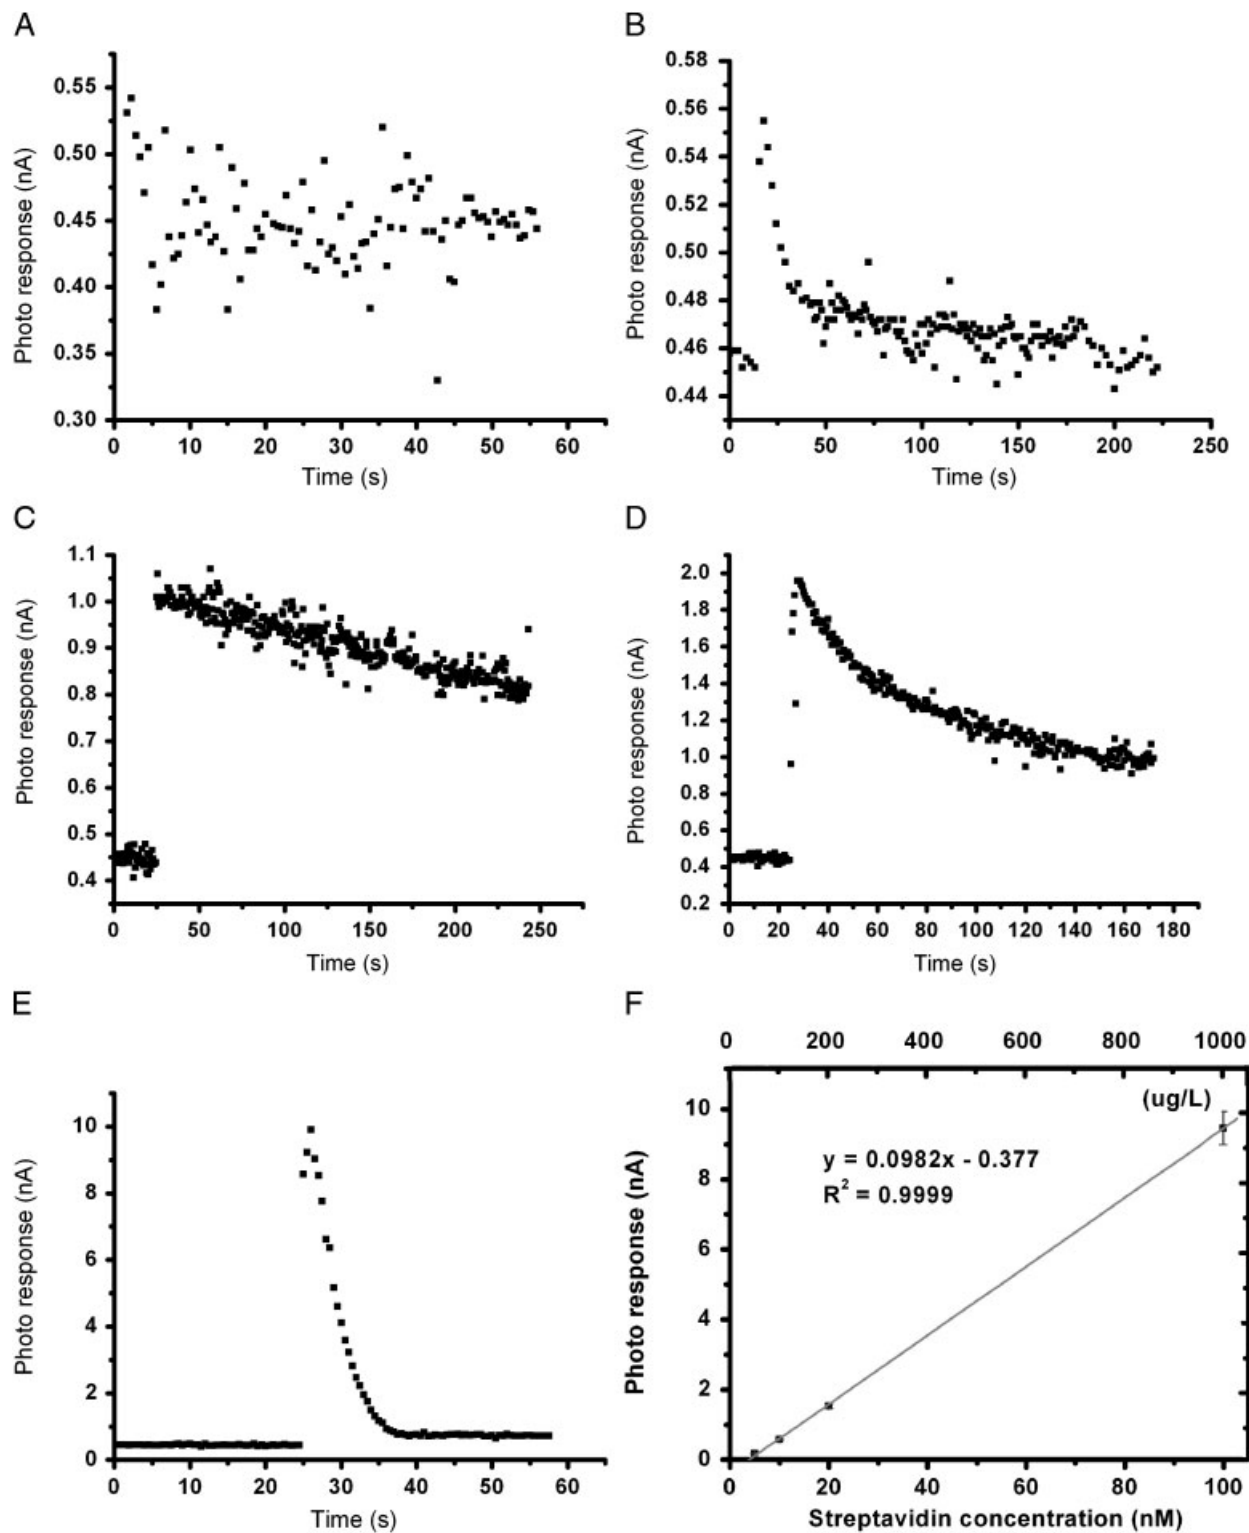 A
Photo response (nA)
0.55
0.50
0.45
0.40
0.35
0.30
0 10 20 30 40 50 60
Time (s)
B
Photo response (nA)
0.58
0.56
0.54
0.52
0.50
0.48
0.46
0.44
0 50 100 150 200 250
Time (s)
C
Photo response (nA)
1.1
1.0
0.9
0.8
0.7
0.6
0.5
0.4
0 50 100 150 200 250
Time (s)
D
Photo response (nA)
2.0
1.8
1.6
1.4
1.2
1.0
0.8
0.6
0.4
0.2
0 20 40 60 80 100 120 140 160 180
Time (s)
E
Photo response (nA)
10
8
6
4
2
0
0 10 20 30 40 50 60
Time (s)
F
0 200 400 600 800 1000
(ug/L)
Photo response (nA)
10
8
6
4
2
0
y = 0.0982x - 0.377
R² = 0.9999
0 20 40 60 80 100
Streptavidin concentration (nM)